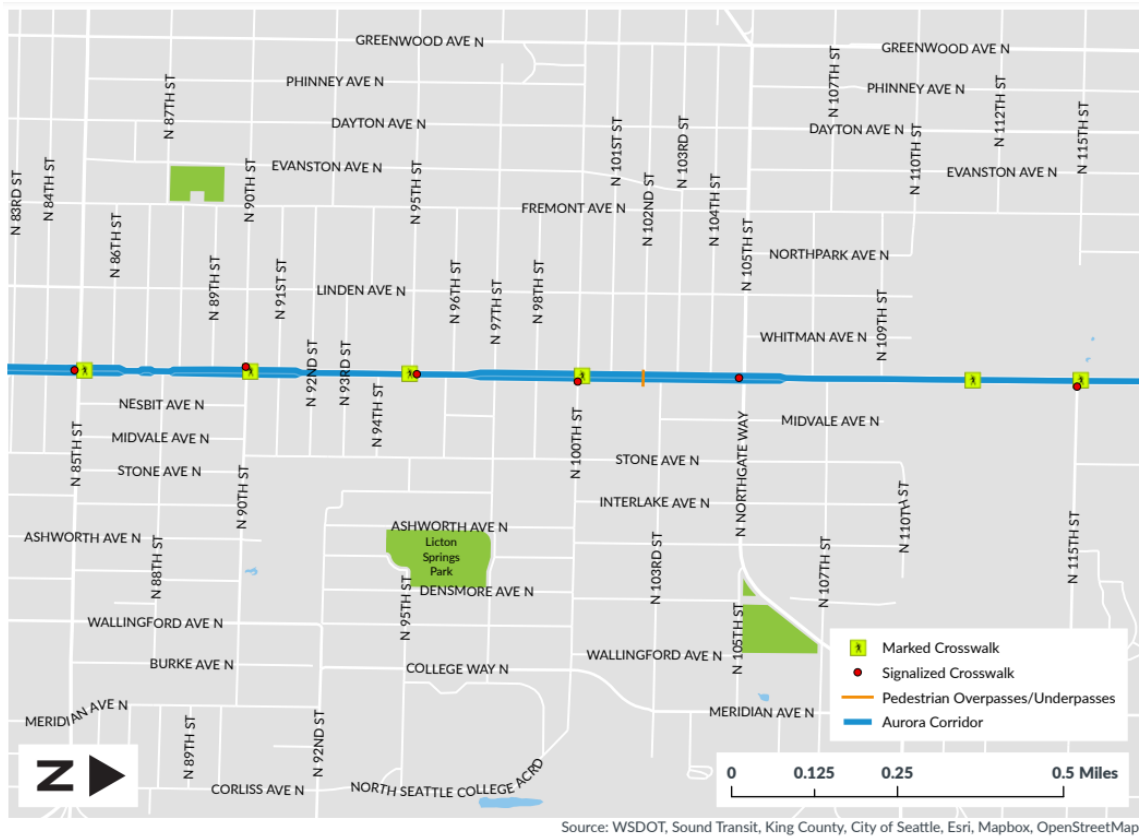 GREENWOOD AVE N
GREENWOOD AVE N
PHINNEY AVE N
PHINNEY AVE N
N 87TH ST
N 107TH ST
N 112TH ST
N 115TH ST
DAYTON AVE N
DAYTON AVE N
N 101ST ST
N 103RD ST
N 110TH ST
EVANSTON AVE N
EVANSTON AVE N
N 83RD ST
N 84TH ST
N 90TH ST
N 95TH ST
N 102ND ST
N 104TH ST
FREMONT AVE N
N 86TH ST
N 105TH ST
NORTHPARK AVE N
N 89TH ST
N 91ST ST
LINDEN AVE N
N 96TH ST
N 97TH ST
N 98TH ST
N 109TH ST
WHITMAN AVE N
N 92ND ST
N 93RD ST
N 94TH ST
NESBIT AVE N
MIDVALE AVE N
MIDVALE AVE N
N 85TH ST
N 100TH ST
N NORTHGATE WAY
STONE AVE N
STONE AVE N
N 90TH ST
INTERLAKE AVE N
N 110TH ST
ASHWORTH AVE N
ASHWORTH AVE N
Licton
Springs
Park
N 88TH ST
N 103RD ST
N 107TH ST
N 115TH ST
DENSMORE AVE N
N 95TH ST
N 105TH ST
WALLINGFORD AVE N
WALLINGFORD AVE N
BURKE AVE N
COLLEGE WAY N
MERIDIAN AVE N
MERIDIAN AVE N
N 89TH ST
N 92ND ST
CORLISS AVE N
NORTH SEATTLE COLLEGE ACRD
Marked Crosswalk
Signalized Crosswalk
Pedestrian Overpasses/Underpasses
Aurora Corridor
N
0 0.125 0.25 0.5 Miles
Source: WSDOT, Sound Transit, King County, City of Seattle, Esri, Mapbox, OpenStreetMap